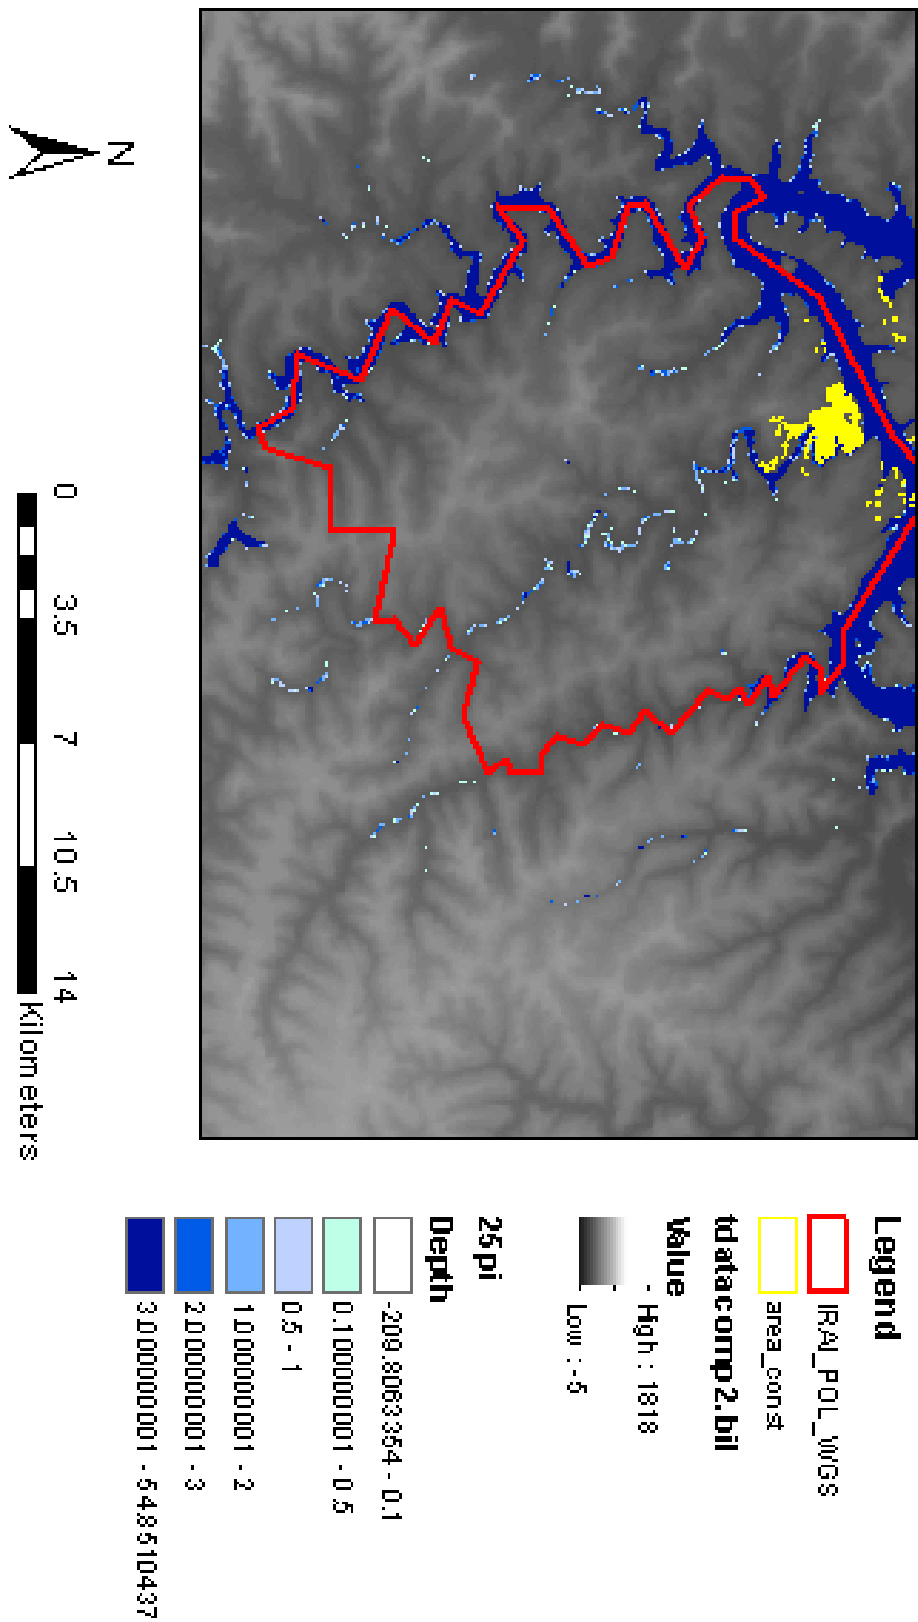 N
0 3.5 7 10.5 14
Kilometers
Legend
IRAI_POL_WGS
area_const
tdatacomp2.bil
Value
High : 1818
Low : -5
25pi
Depth
-209.8063354 - 0.1
0.100000001 - 0.5
0.5 - 1
1.000000001 - 2
2.000000001 - 3
3.000000001 - 54.8510437